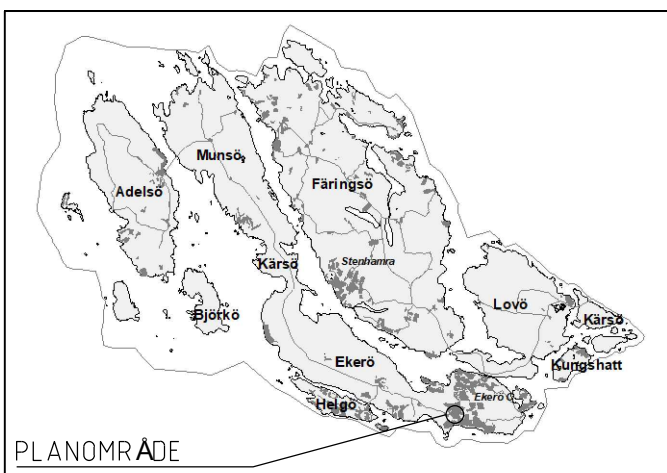 Munsö
Adelsö
Färingsö
Stenhamra
Kärsö
Lovö
Kärsö
Björkö
Ekerö
Kungshatt
Ekerö C
Helgö
PLANOMRÅDE